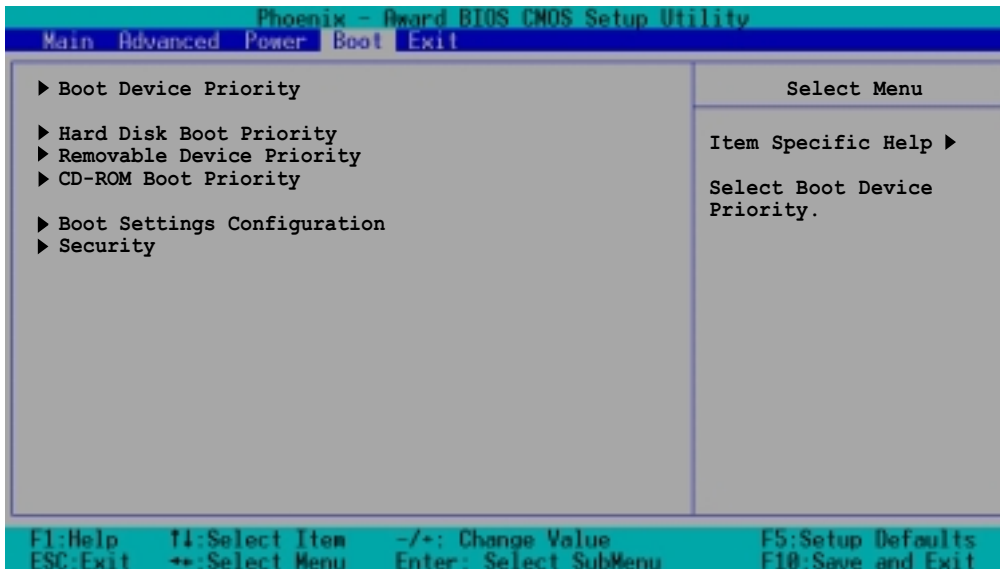 Phoenix - Award BIOS CMOS Setup Utility
Main Advanced Power Boot Exit
▶ Boot Device Priority
▶ Hard Disk Boot Priority
▶ Removable Device Priority
▶ CD-ROM Boot Priority
▶ Boot Settings Configuration
▶ Security
Select Menu
Item Specific Help ▶
Select Boot Device
Priority.
F1:Help ↑↓:Select Item -/+: Change Value F5:Setup Defaults
ESC:Exit ↔:Select Menu Enter: Select SubMenu F10:Save and Exit